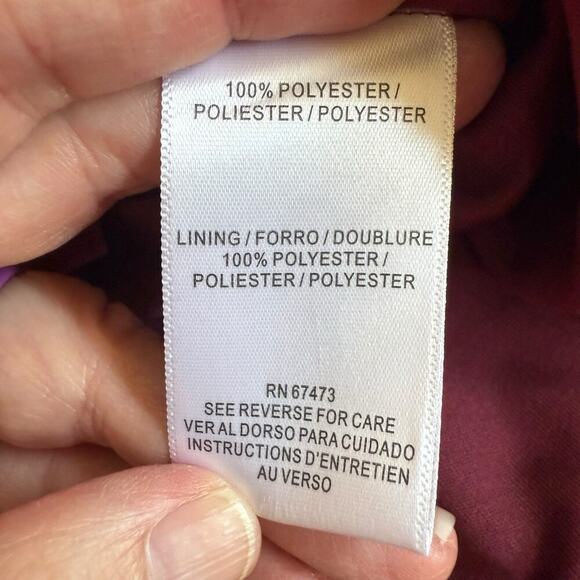 100% POLYESTER /
POLIESTER / POLYESTER
LINING / FORRO / DOUBLURE
100% POLYESTER /
POLIESTER / POLYESTER
RN 67473
SEE REVERSE FOR CARE
VER AL DORSO PARA CUIDADO
INSTRUCTIONS D'ENTRETIEN
AU VERSO